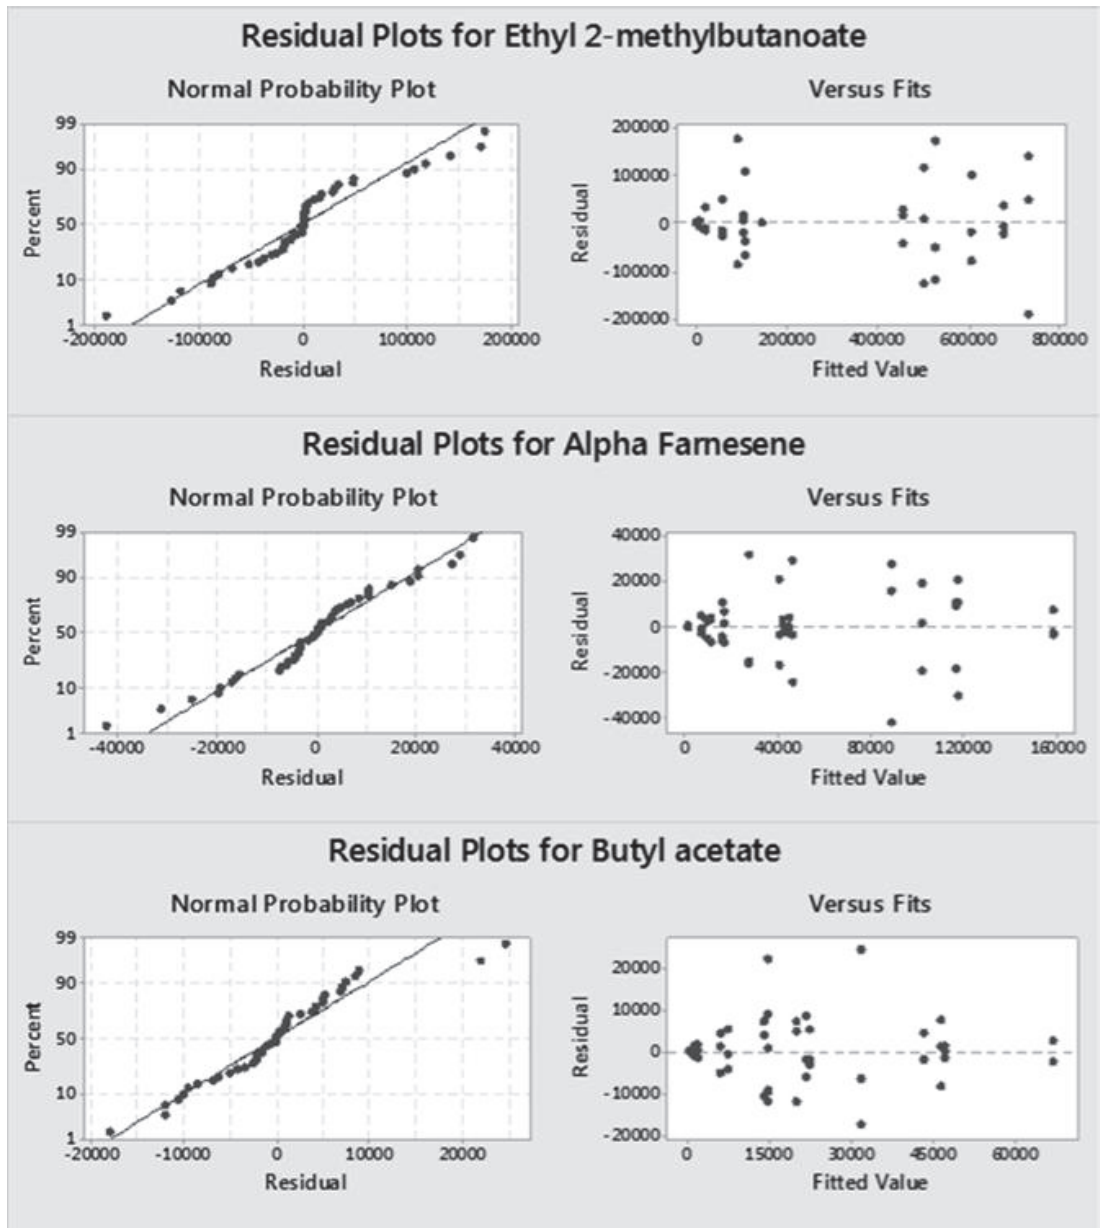 Residual Plots for Ethyl 2-methylbutanoate
Normal Probability Plot
Versus Fits
99
90
50
10
1
Percent
-200000 -100000 0 100000 200000
Residual
200000
100000
0
-100000
-200000
Residual
0 200000 400000 600000 800000
Fitted Value
Residual Plots for Alpha Farnesene
Normal Probability Plot
Versus Fits
99
90
50
10
1
Percent
-40000 -20000 0 20000 40000
Residual
40000
20000
0
-20000
-40000
Residual
0 40000 80000 120000 160000
Fitted Value
Residual Plots for Butyl acetate
Normal Probability Plot
Versus Fits
99
90
50
10
1
Percent
-20000 -10000 0 10000 20000
Residual
20000
10000
0
-10000
-20000
Residual
0 15000 30000 45000 60000
Fitted Value